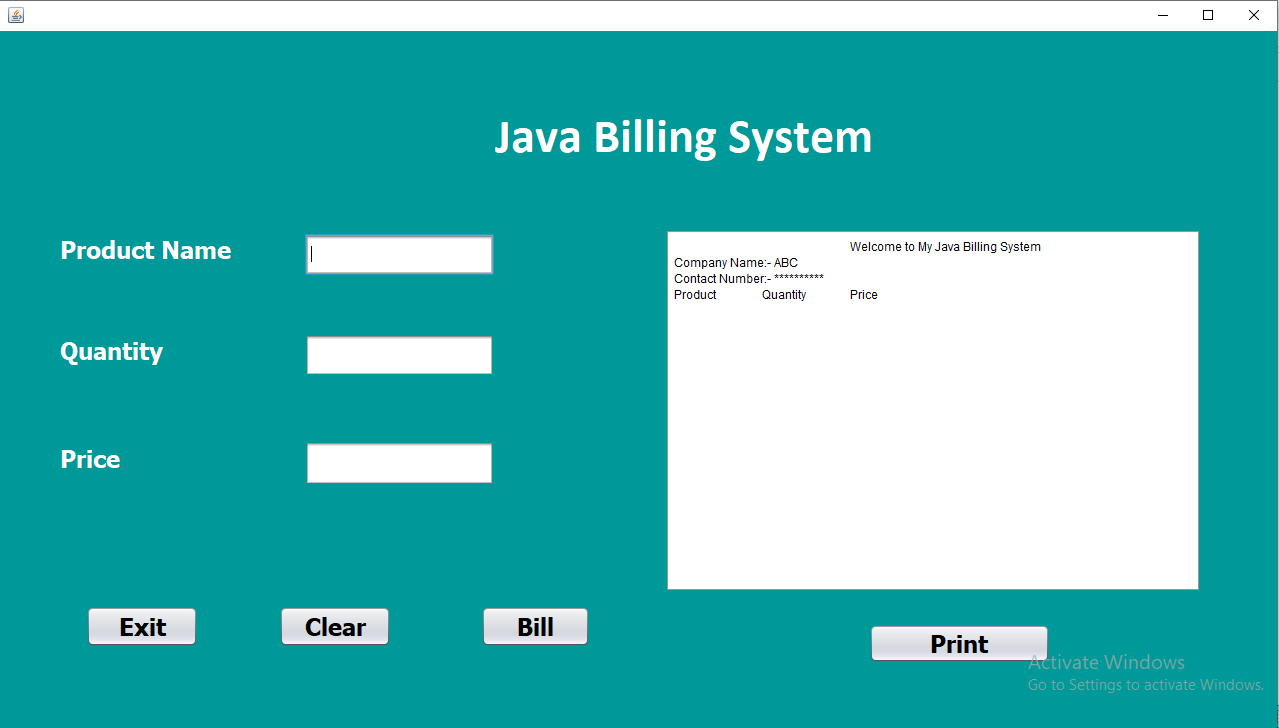 Java Billing System
Product Name
Quantity
Price
Welcome to My Java Billing System
Company Name:- ABC
Contact Number:- **********
Product Quantity Price
Exit Clear Bill
Print
Activate Windows
Go to Settings to activate Windows.